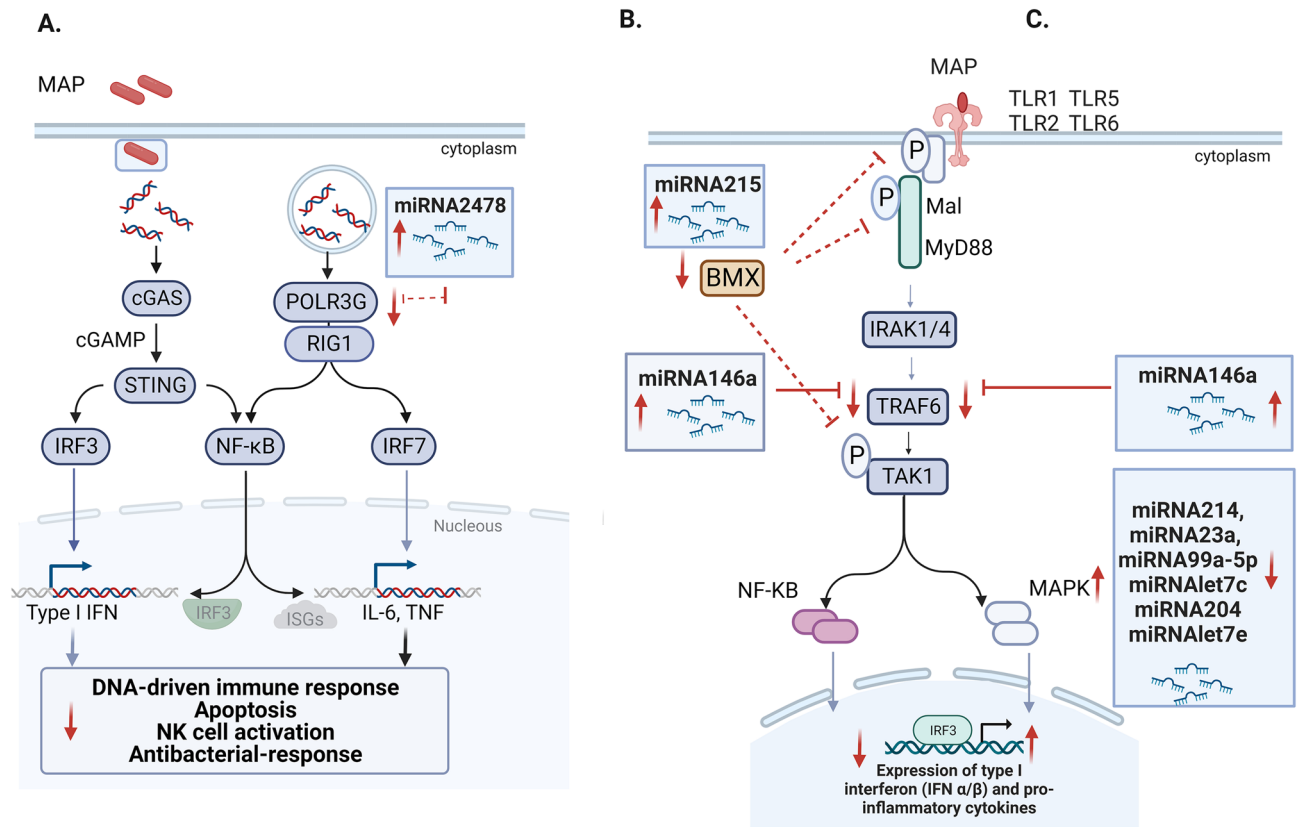 A.
MAP
cytoplasm
miRNA2478
cGAS
POLR3G
cGAMP
RIG1
STING
IRF3
NF-κB
IRF7
Nucleous
IRF3
ISGs
Type I IFN
IL-6, TNF
DNA-driven immune response
Apoptosis
NK cell activation
Antibacterial-response
B.
C.
MAP
TLR1 TLR5
TLR2 TLR6
cytoplasm
P
miRNA215
P
Mal
MyD88
BMX
IRAK1/4
miRNA146a
miRNA146a
TRAF6
P
TAK1
miRNA214,
miRNA23a,
miRNA99a-5p
miRNAlet7c
miRNA204
miRNAlet7e
NF-KB
MAPK
IRF3
Expression of type I
interferon (IFN α/β) and pro-
inflammatory cytokines